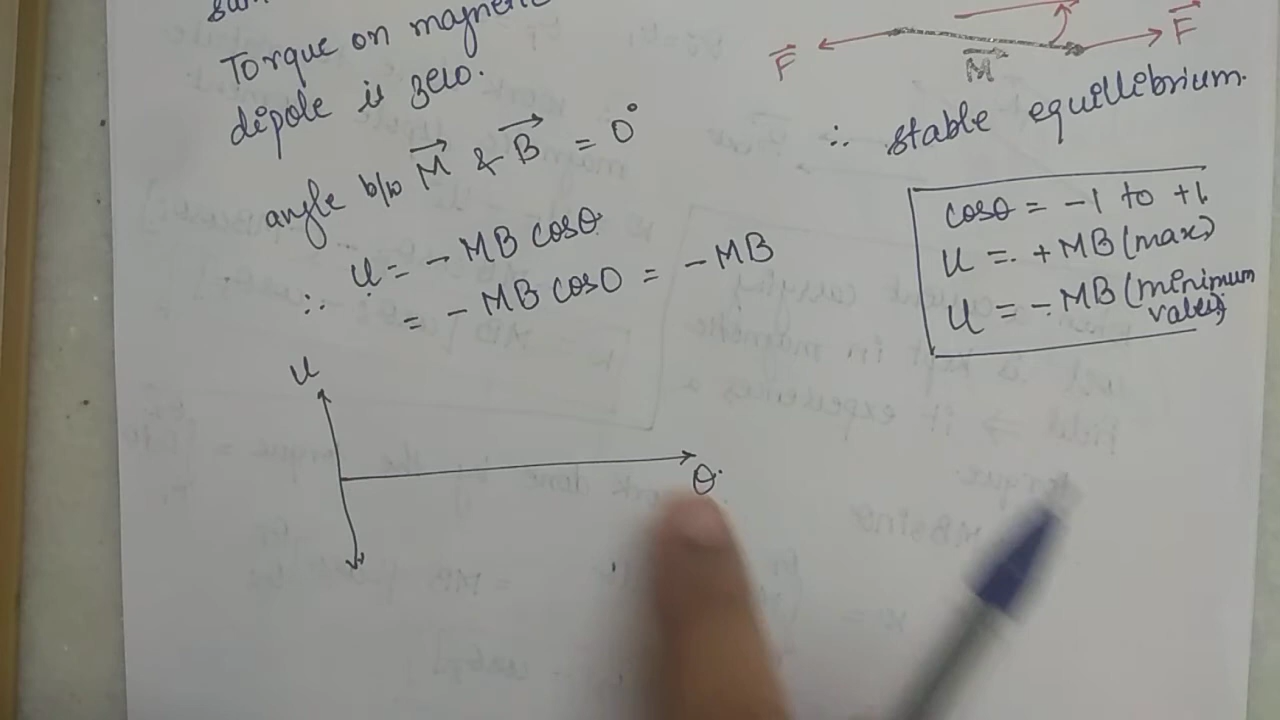 Torque on magnetic
dipole is zero.
angle b/w M⃗ & B⃗ = 0°
∴ U = - MB cosθ
= - MB cos0 = - MB
F⃗
M⃗
F⃗
∴ stable equillibrium.
cosθ = -1 to +1.
U = + MB (max)
U = - MB (minimum
value)
U
θ